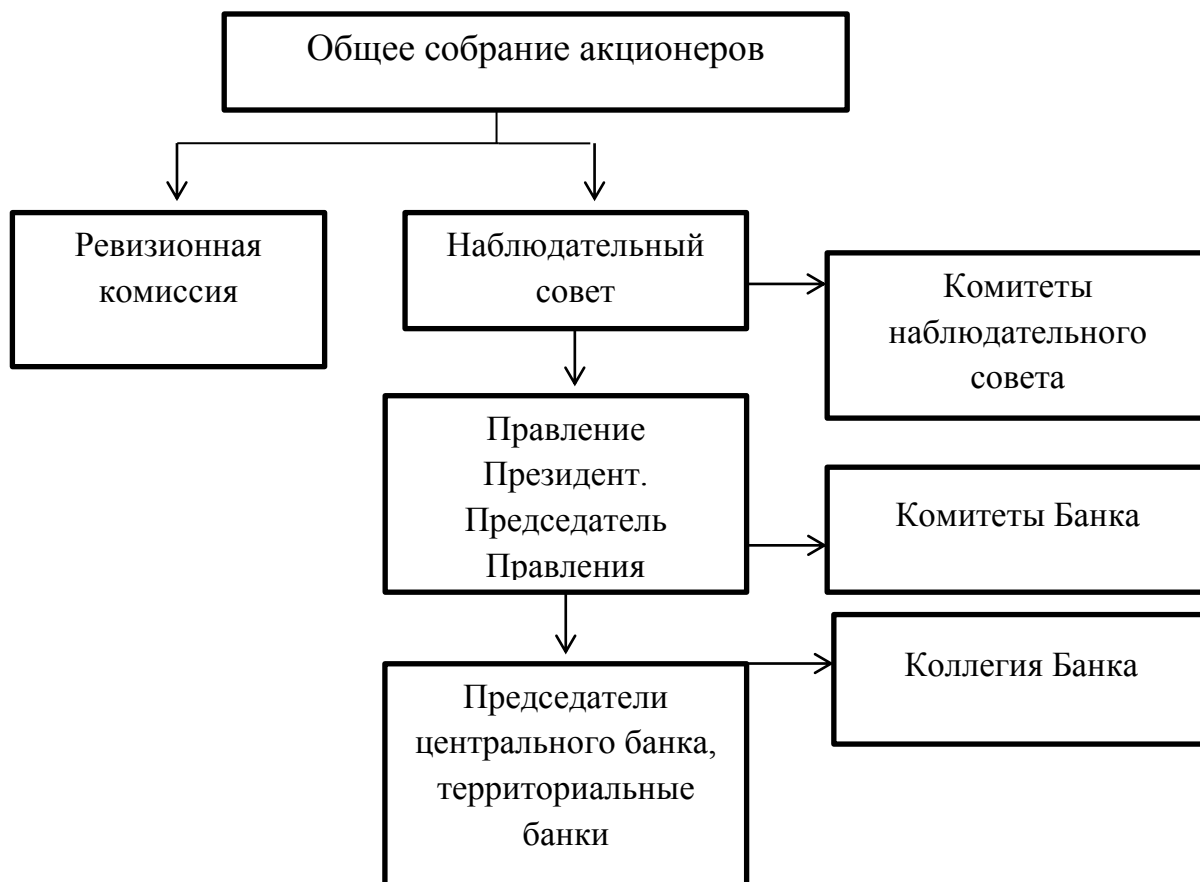 Общее собрание акционеров
Ревизионная
комиссия
Наблюдательный
совет
Комитеты
наблюдательного
совета
Правление
Президент.
Председатель
Правления
Комитеты Банка
Коллегия Банка
Председатели
центрального банка,
территориальные
банки